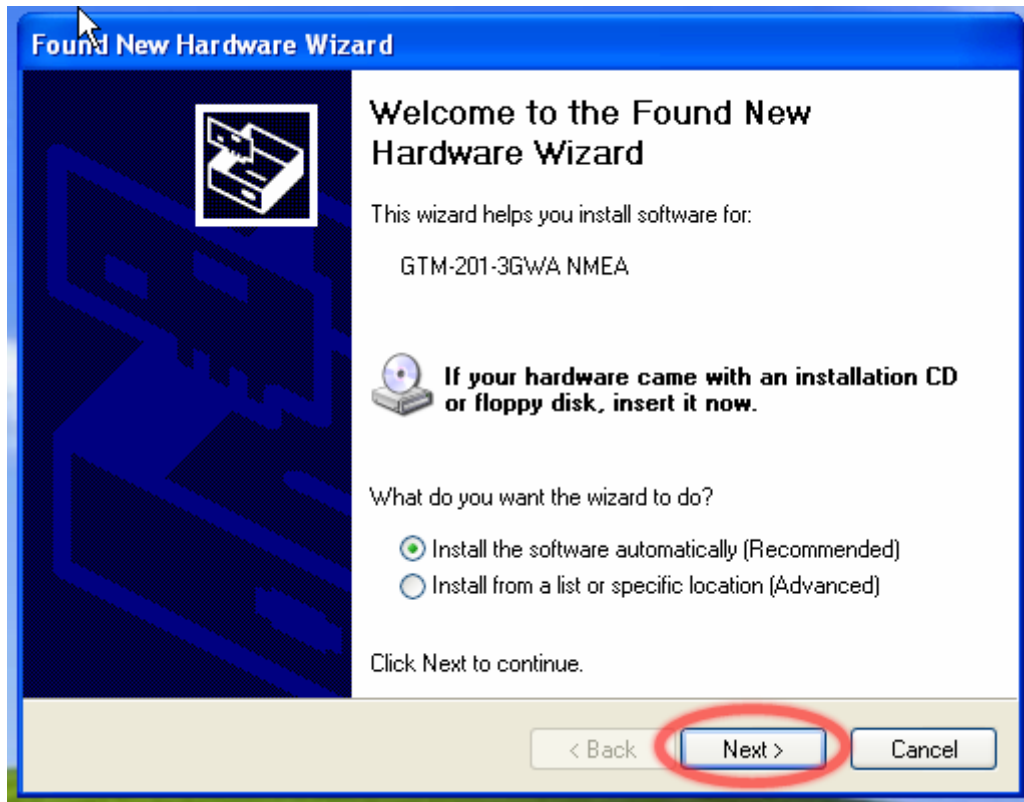 Found New Hardware Wizard
Welcome to the Found New
Hardware Wizard
This wizard helps you install software for:
GTM-201-3GWA NMEA
If your hardware came with an installation CD
or floppy disk, insert it now.
What do you want the wizard to do?
Install the software automatically (Recommended)
Install from a list or specific location (Advanced)
Click Next to continue.
< Back Next > Cancel